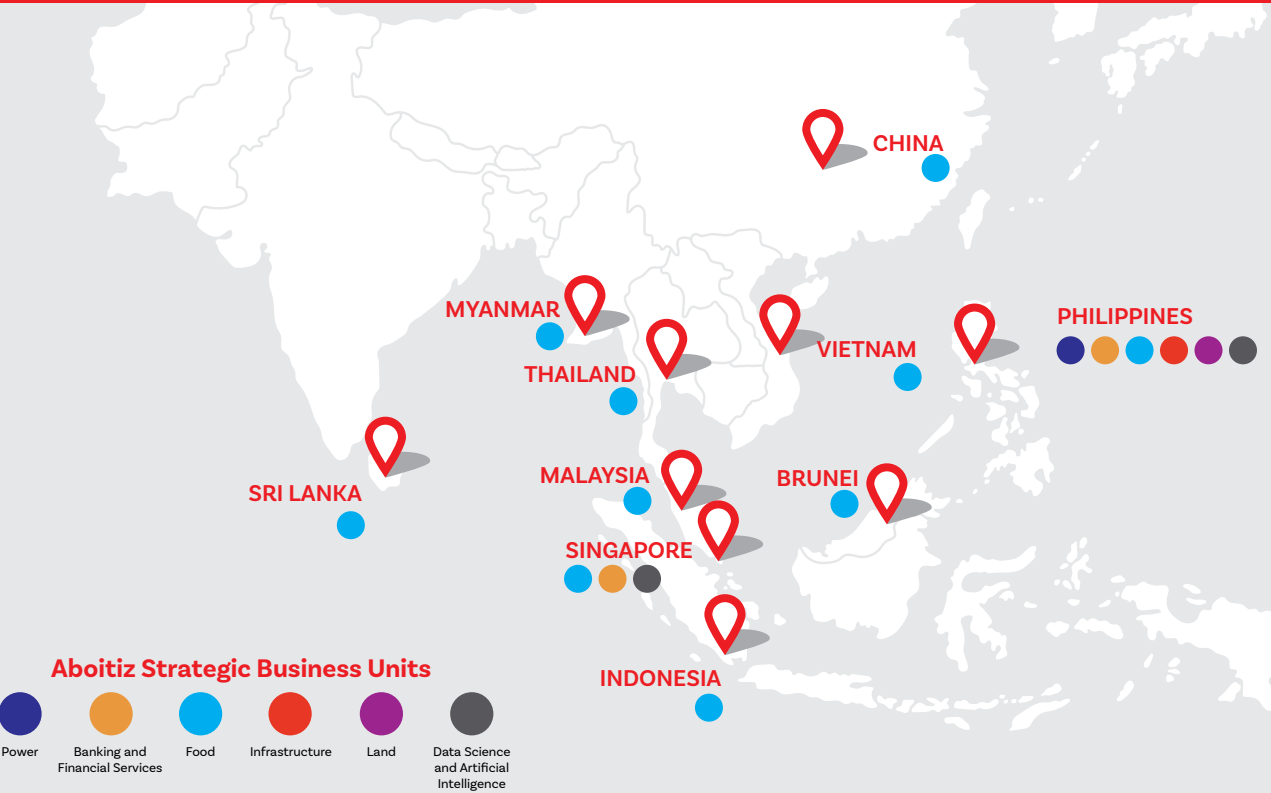 CHINA
MYANMAR
PHILIPPINES
VIETNAM
THAILAND
MALAYSIA
BRUNEI
SRI LANKA
SINGAPORE
INDONESIA
Aboitiz Strategic Business Units
Power
Banking and
Financial Services
Food
Infrastructure
Land
Data Science
and Artificial
Intelligence